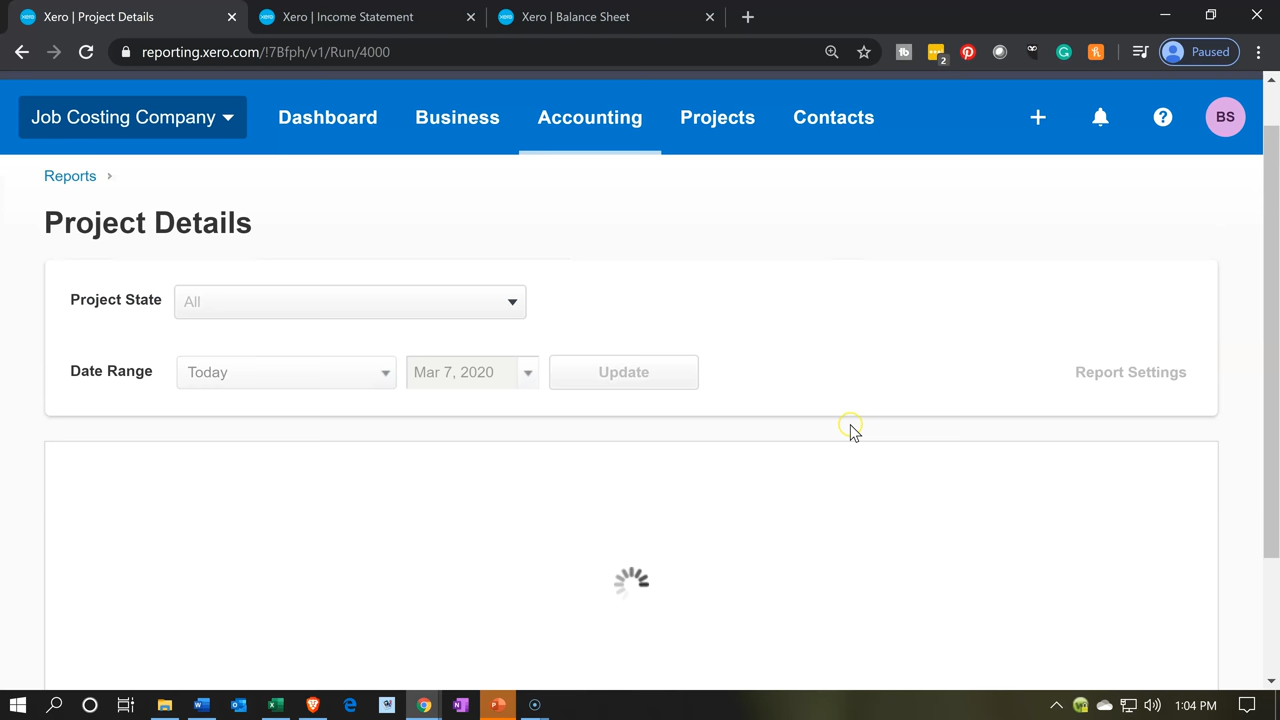 Xero | Project Details
Xero | Income Statement
Xero | Balance Sheet
reporting.xero.com/!7Bfph/v1/Run/4000
2
Paused
Job Costing Company
Dashboard
Business
Accounting
Projects
Contacts
BS
Reports
Project Details
Project State
All
Date Range
Today
Mar 7, 2020
Update
Report Settings
1:04 PM